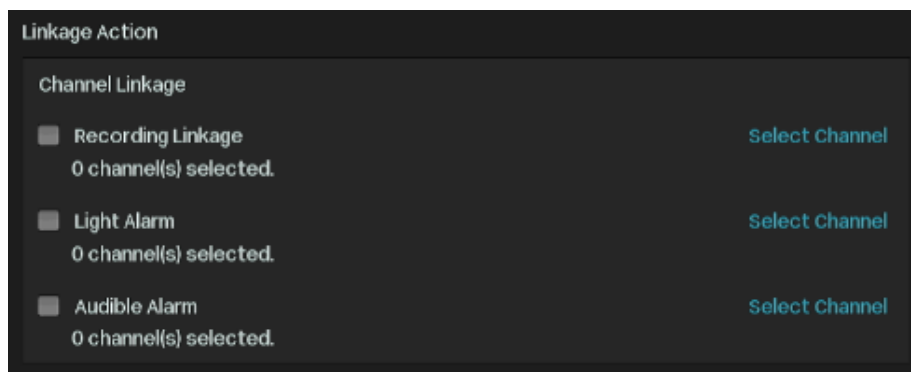 Linkage Action
Channel Linkage
Recording Linkage Select Channel
0 channel(s) selected.
Light Alarm Select Channel
0 channel(s) selected.
Audible Alarm Select Channel
0 channel(s) selected.